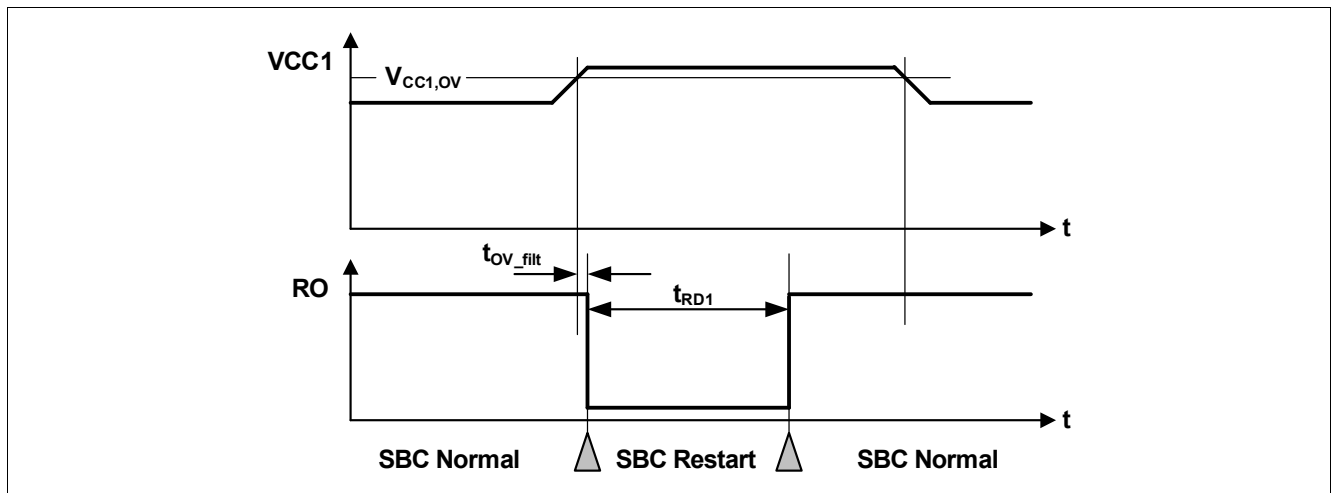 VCC1
VCC1,OV
t
tOV_filt
RO
tRD1
t
SBC Normal SBC Restart SBC Normal